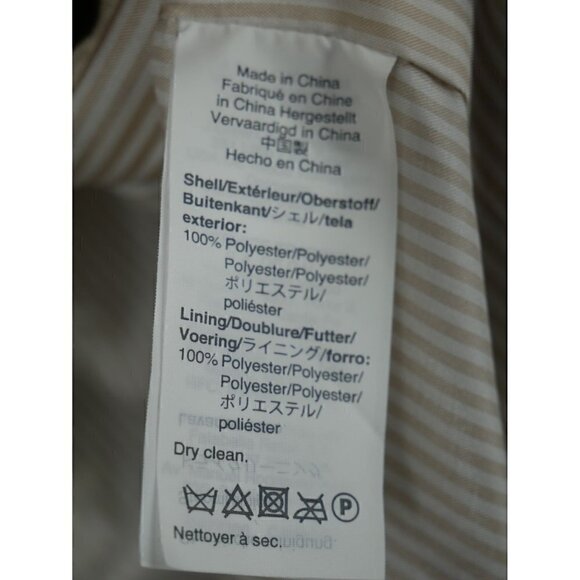 Made in China
Fabriqué en Chine
in China Hergestellt
Vervaardigd in China
中国製
Hecho en China
Shell/Extérieur/Oberstoff/
Buitenkant/シェル/tela
exterior:
100% Polyester/Polyester/
Polyester/Polyester/
ポリエステル/
poliéster
Lining/Doublure/Futter/
Voering/ライニング/forro:
100% Polyester/Polyester/
Polyester/Polyester/
ポリエステル/
poliéster
Dry clean.
P
Nettoyer à sec.